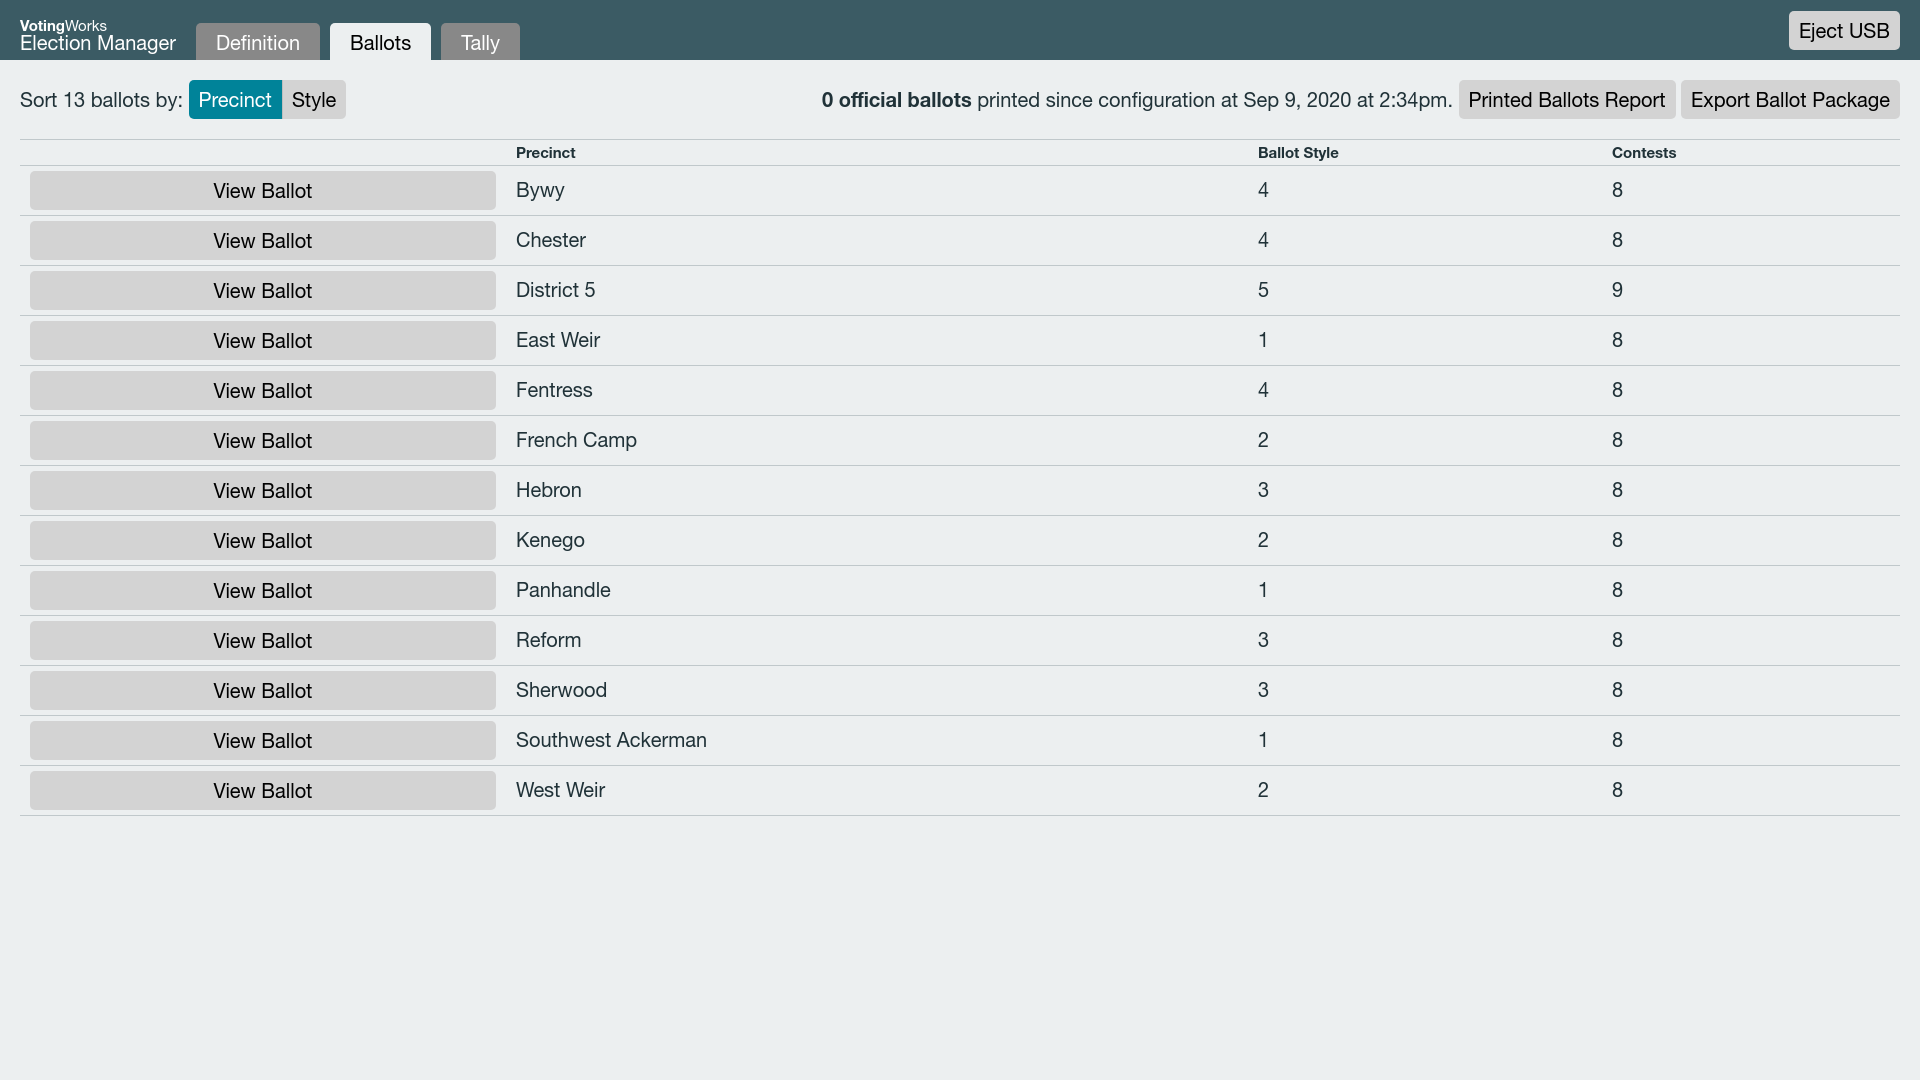 VotingWorks
Election Manager
Definition
Ballots
Tally
Eject USB
Sort 13 ballots by: Precinct Style
0 official ballots printed since configuration at Sep 9, 2020 at 2:34pm. Printed Ballots Report Export Ballot Package
Precinct Ballot Style Contests
View Ballot Bywy 4 8
View Ballot Chester 4 8
View Ballot District 5 5 9
View Ballot East Weir 1 8
View Ballot Fentress 4 8
View Ballot French Camp 2 8
View Ballot Hebron 3 8
View Ballot Kenego 2 8
View Ballot Panhandle 1 8
View Ballot Reform 3 8
View Ballot Sherwood 3 8
View Ballot Southwest Ackerman 1 8
View Ballot West Weir 2 8